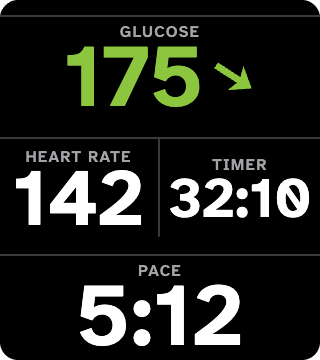 GLUCOSE
175
HEART RATE
142
TIMER
32:10
PACE
5:12